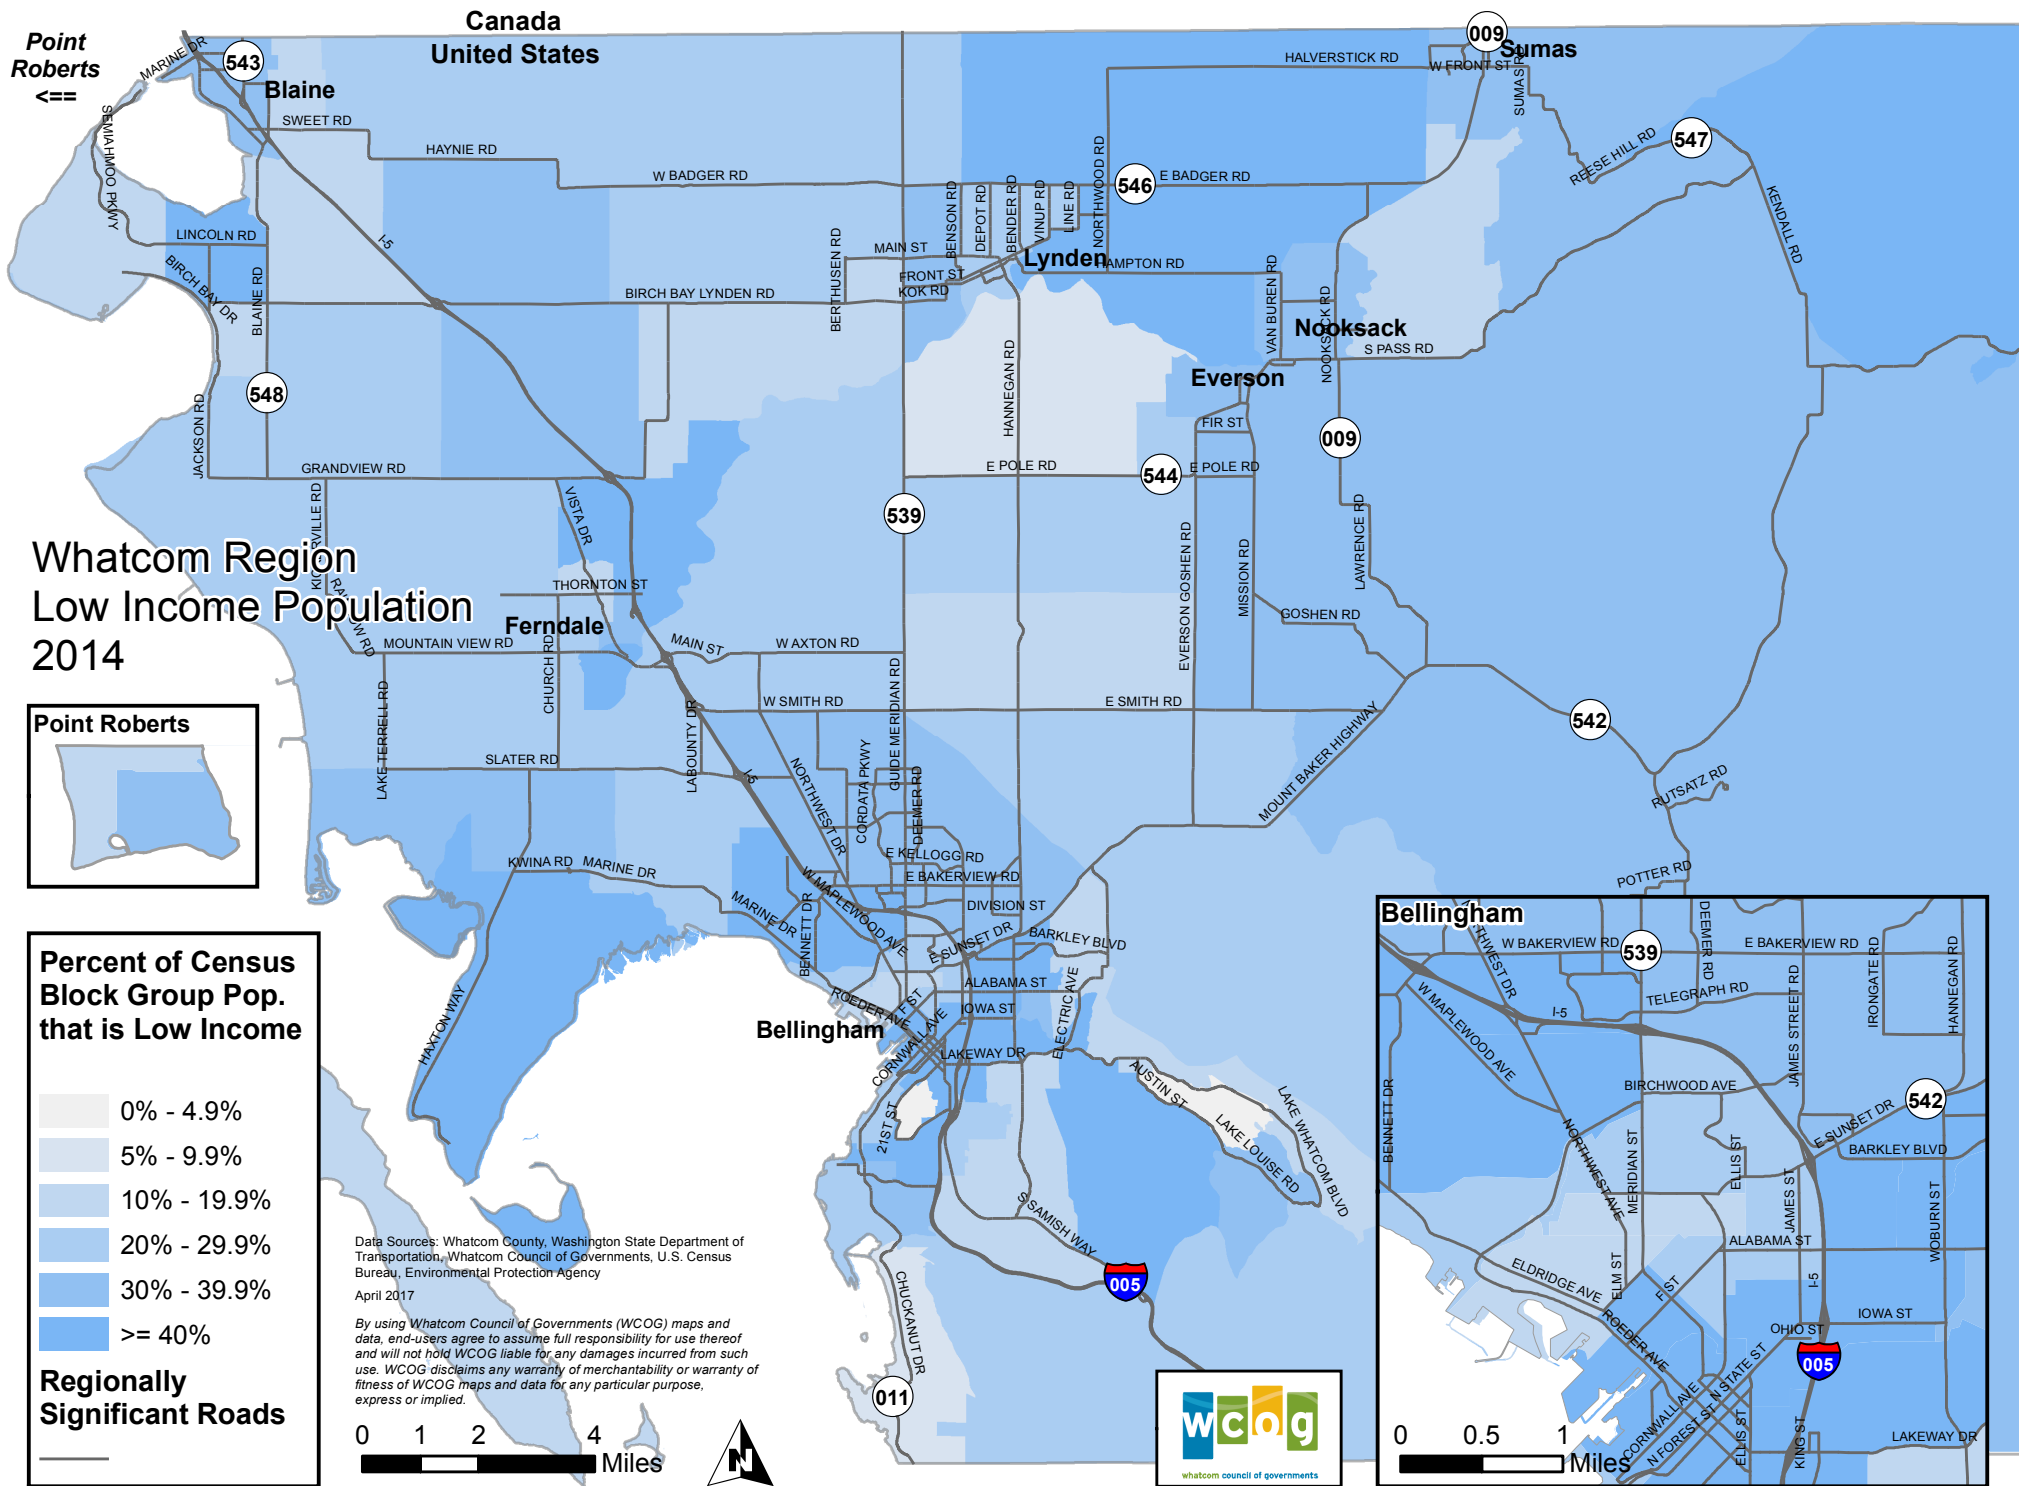 Canada
United States
Point
Roberts
<==
MARINE DR
543
Blaine
SWEET RD
HAYNIE RD
SEMIAHMOO PKWY
LINCOLN RD
BIRCH BAY DR
BLAINE RD
I-5
W BADGER RD
BIRCH BAY LYNDEN RD
BERTHUSEN RD
MAIN ST
FRONT ST
KOK RD
BENSON RD
DEPOT RD
BENDER RD
VINUP RD
LINE RD
NORTHWOOD RD
546
E BADGER RD
HALVERSTICK RD
009
Sumas
W FRONT ST
SUMAS RD
REESE HILL RD
547
KENDALL RD
Lynden
HAMPTON RD
VAN BUREN RD
NOOKSACK RD
Nooksack
S PASS RD
Everson
FIR ST
009
HANNEGAN RD
E POLE RD
544
E POLE RD
539
548
JACKSON RD
GRANDVIEW RD
VISTA DR
THORNTON ST
Ferndale
Whatcom Region
Low Income Population
2014
MOUNTAIN VIEW RD
CHURCH RD
LAKE TERRELL RD
MAIN ST
W AXTON RD
W SMITH RD
E SMITH RD
GUIDE MERIDIAN RD
EVERSON GOSHEN RD
MISSION RD
GOSHEN RD
LAWRENCE RD
MOUNT BAKER HIGHWAY
542
RUTSATZ RD
POTTER RD
SLATER RD
LABOUNTY DR
I-5
NORTHWEST DR
CORDATA PKWY
DEEMER RD
E KELLOGG RD
E BAKERVIEW RD
DIVISION ST
KWINA RD
MARINE DR
MARINE DR
BENNETT DR
W MAPLEWOOD AVE
E SUNSET DR
BARKLEY BLVD
ALABAMA ST
IOWA ST
ELECTRIC AVE
ROEDER AVE
F ST
CORNWALL AVE
Bellingham
LAKEWAY DR
21ST ST
AUSTIN ST
LAKE LOUISE RD
LAKE WHATCOM BLVD
S SAMISH WAY
005
CHUCKANUT DR
011
HAXTON WAY
Point Roberts
Percent of Census
Block Group Pop.
that is Low Income
0% - 4.9%
5% - 9.9%
10% - 19.9%
20% - 29.9%
30% - 39.9%
>= 40%
Regionally
Significant Roads
Data Sources: Whatcom County, Washington State Department of
Transportation, Whatcom Council of Governments, U.S. Census
Bureau, Environmental Protection Agency
April 2017
By using Whatcom Council of Governments (WCOG) maps and
data, end-users agree to assume full responsibility for use thereof
and will not hold WCOG liable for any damages incurred from such
use. WCOG disclaims any warranty of merchantability or warranty of
fitness of WCOG maps and data for any particular purpose,
express or implied.
0 1 2 4
Miles
N
wcog
whatcom council of governments
Bellingham
NORTHWEST DR
W BAKERVIEW RD
539
DEEMER RD
E BAKERVIEW RD
IRONGATE RD
HANNEGAN RD
W MAPLEWOOD AVE
TELEGRAPH RD
I-5
JAMES STREET RD
BENNETT DR
BIRCHWOOD AVE
542
E SUNSET DR
NORTHWEST AVE
MERIDIAN ST
ELLIS ST
JAMES ST
BARKLEY BLVD
WOBURN ST
ALABAMA ST
ELDRIDGE AVE
ELM ST
F ST
I-5
ROEDER AVE
IOWA ST
OHIO ST
005
N STATE ST
CORNWALL AVE
N FOREST ST
ELLIS ST
KING ST
LAKEWAY DR
0 0.5 1
Miles